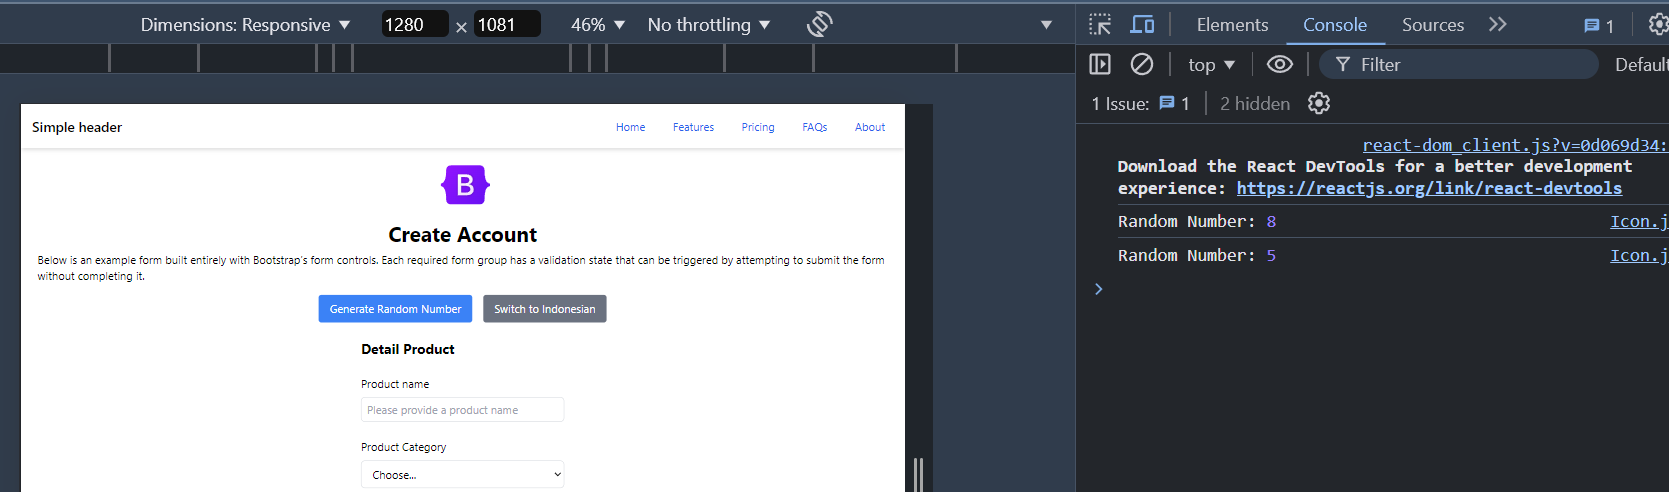 Dimensions: Responsive 1280 × 1081 46% No throttling
Elements Console Sources 1
top Filter
1 Issue: 1 2 hidden
Simple header Home Features Pricing FAQs About
B
Create Account
Below is an example form built entirely with Bootstrap's form controls. Each required form group has a validation state that can be triggered by attempting to submit the form
without completing it.
Generate Random Number Switch to Indonesian
Detail Product
Product name
Please provide a product name
Product Category
Choose...
react-dom_client.js?v=0d069d34:
Download the React DevTools for a better development
experience: https://reactjs.org/link/react-devtools
Random Number: 8 Icon.j
Random Number: 5 Icon.j